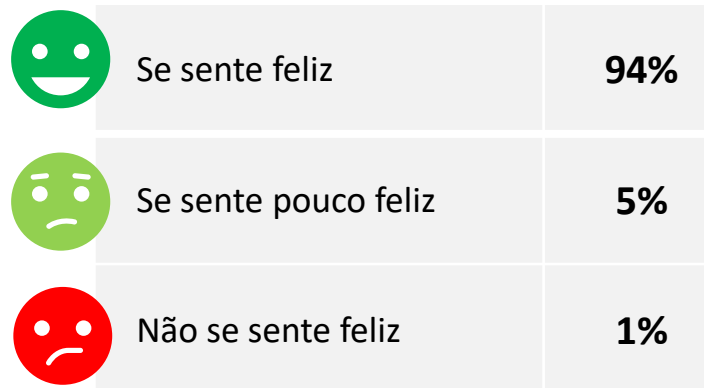 Se sente feliz 94%
Se sente pouco feliz 5%
Não se sente feliz 1%